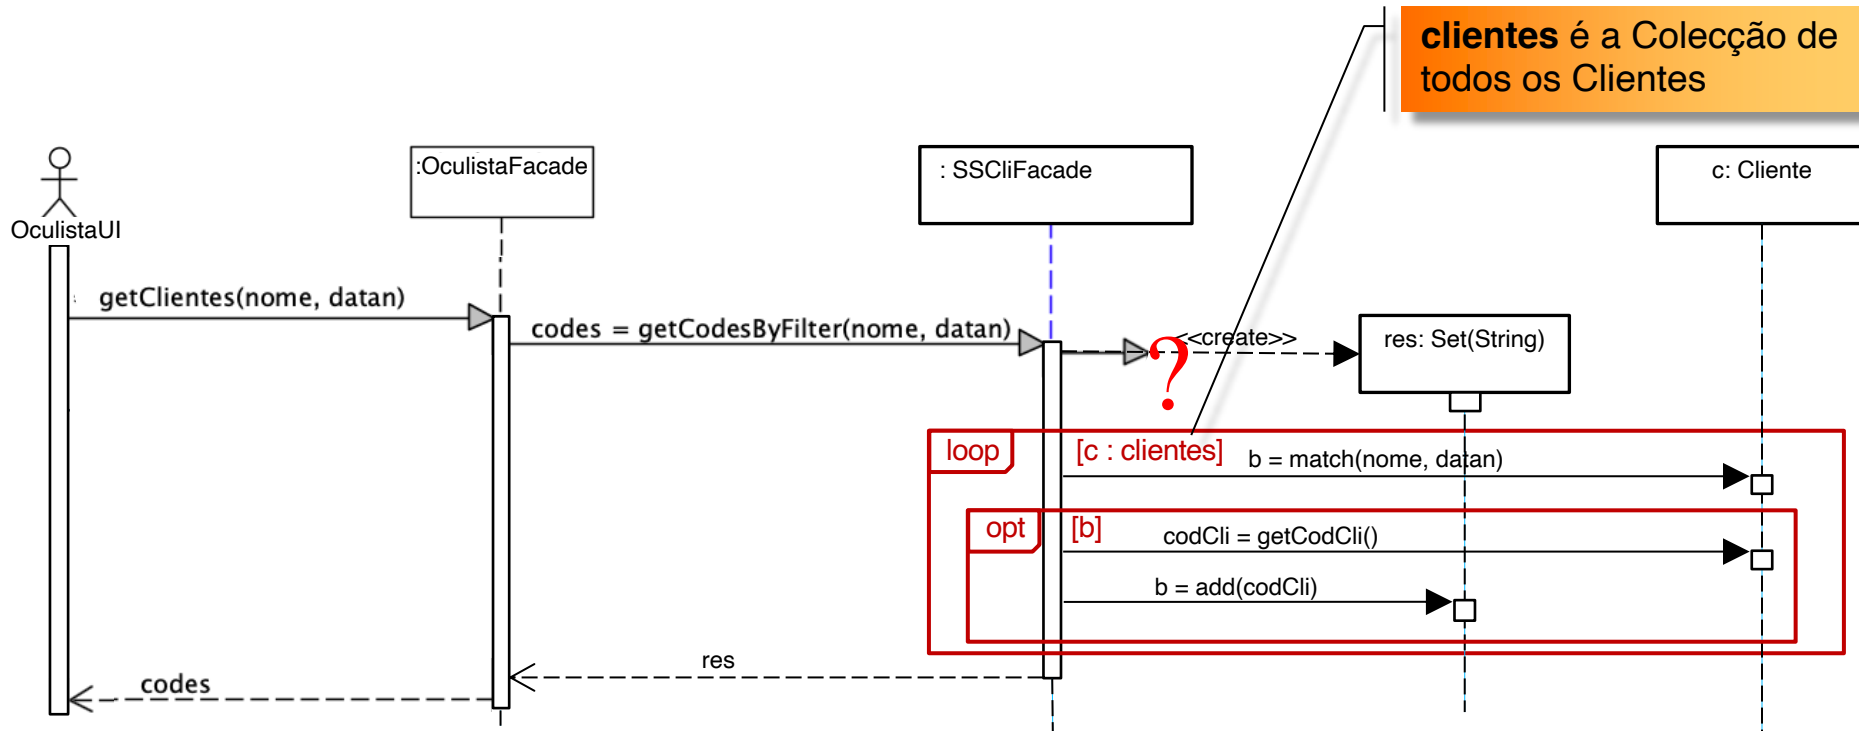 clientes é a Colecção de
todos os Clientes
:OculistaFacade
: SSCliFacade
c: Cliente
OculistaUI
getClientes(nome, datan)
codes = getCodesByFilter(nome, datan)
?
<<create>>
res: Set(String)
loop
[c : clientes]
b = match(nome, datan)
opt
[b]
codCli = getCodCli()
b = add(codCli)
res
codes